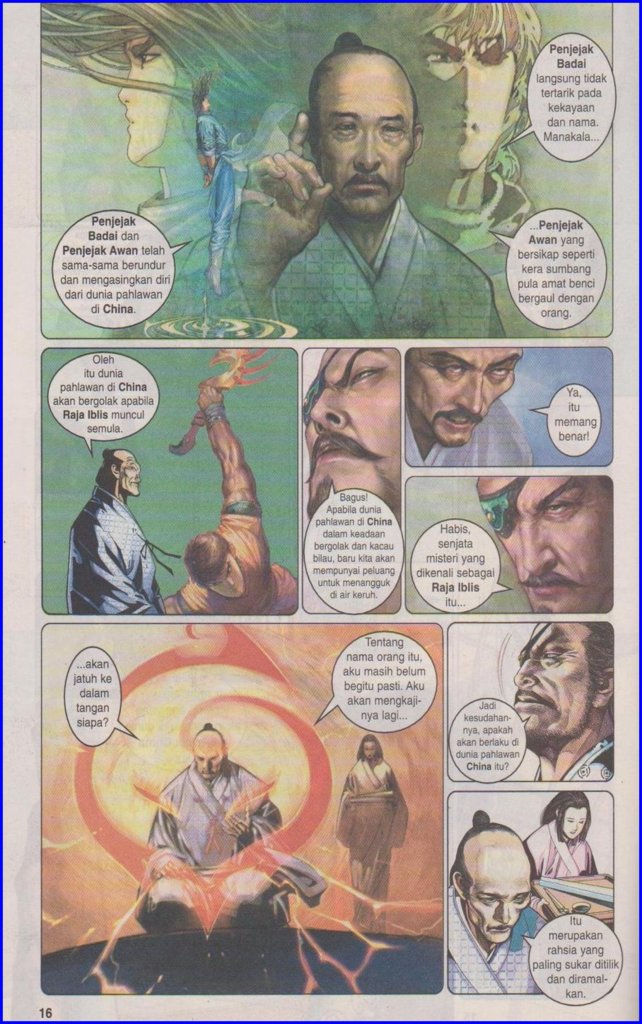 Penjejak
Badai
langsung tidak
tertarik pada
kekayaan
dan nama.
Manakala...
Penjejak
Badai dan
Penjejak Awan telah
sama-sama berundur
dan mengasingkan diri
dari dunia pahlawan
di China.
...Penjejak
Awan yang
bersikap seperti
kera sumbang
pula amat benci
bergaul dengan
orang.
Oleh
itu dunia
pahlawan di China
akan bergolak apabila
Raja Iblis muncul
semula.
Bagus!
Apabila dunia
pahlawan di China
dalam keadaan
bergolak dan kacau
bilau, baru kita akan
mempunyai peluang
untuk menangguk
di air keruh.
Ya,
itu
memang
benar!
Habis,
senjata
misteri yang
dikenali sebagai
Raja Iblis
itu...
...akan
jatuh ke
dalam
tangan
siapa?
Tentang
nama orang itu,
aku masih belum
begitu pasti. Aku
akan mengkaji-
nya lagi...
Jadi
kesudahan-
nya, apakah
akan berlaku di
dunia pahlawan
China itu?
Itu
merupakan
rahsia yang
paling sukar ditilik
dan diramal-
kan.
16